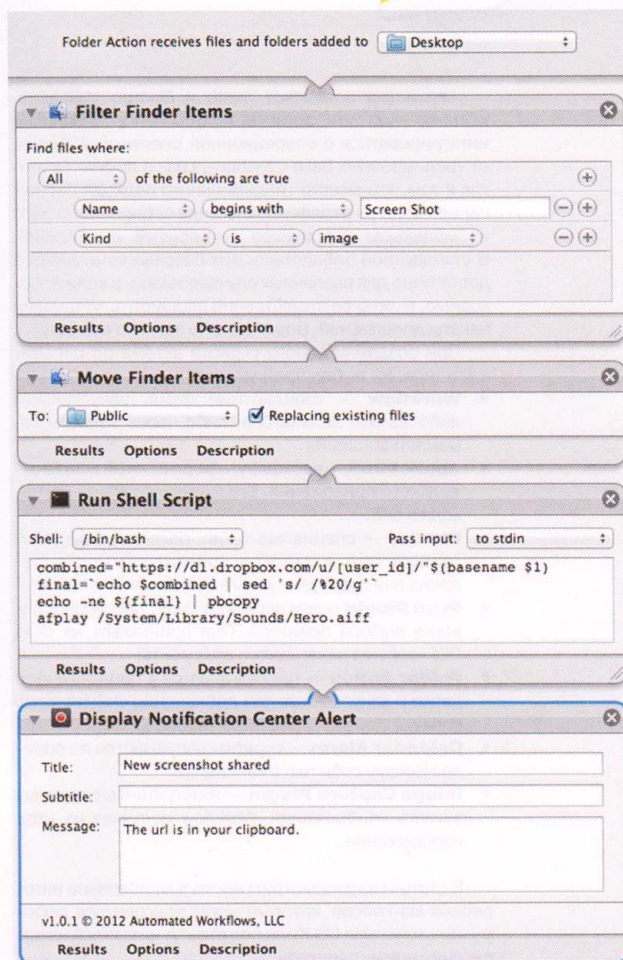 Folder Action receives files and folders added to Desktop
Filter Finder Items
Find files where:
All of the following are true
Name begins with Screen Shot
Kind is image
Results Options Description
Move Finder Items
To: Public Replacing existing files
Results Options Description
Run Shell Script
Shell: /bin/bash Pass input: to stdin
combined="https://dl.dropbox.com/u/[user_id]/"$(basename $1)
final=`echo $combined | sed 's/ /%20/g'`
echo -ne ${final} | pbcopy
afplay /System/Library/Sounds/Hero.aiff
Results Options Description
Display Notification Center Alert
Title: New screenshot shared
Subtitle:
Message: The url is in your clipboard.
v1.0.1 © 2012 Automated Workflows, LLC
Results Options Description